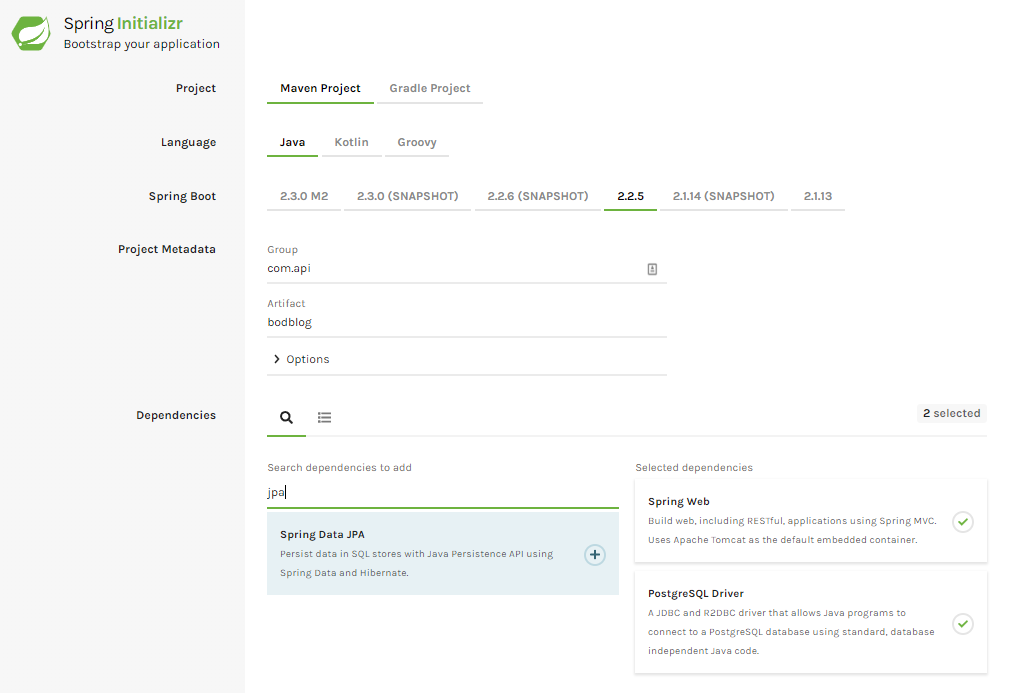 Spring Initializr
Bootstrap your application
Project
Maven Project
Gradle Project
Language
Java
Kotlin
Groovy
Spring Boot
2.3.0 M2
2.3.0 (SNAPSHOT)
2.2.6 (SNAPSHOT)
2.2.5
2.1.14 (SNAPSHOT)
2.1.13
Project Metadata
Group
com.api
Artifact
bodblog
Options
Dependencies
2 selected
Search dependencies to add
jpa
Spring Data JPA
Persist data in SQL stores with Java Persistence API using
Spring Data and Hibernate.
Selected dependencies
Spring Web
Build web, including RESTful, applications using Spring MVC.
Uses Apache Tomcat as the default embedded container.
PostgreSQL Driver
A JDBC and R2DBC driver that allows Java programs to
connect to a PostgreSQL database using standard, database
independent Java code.